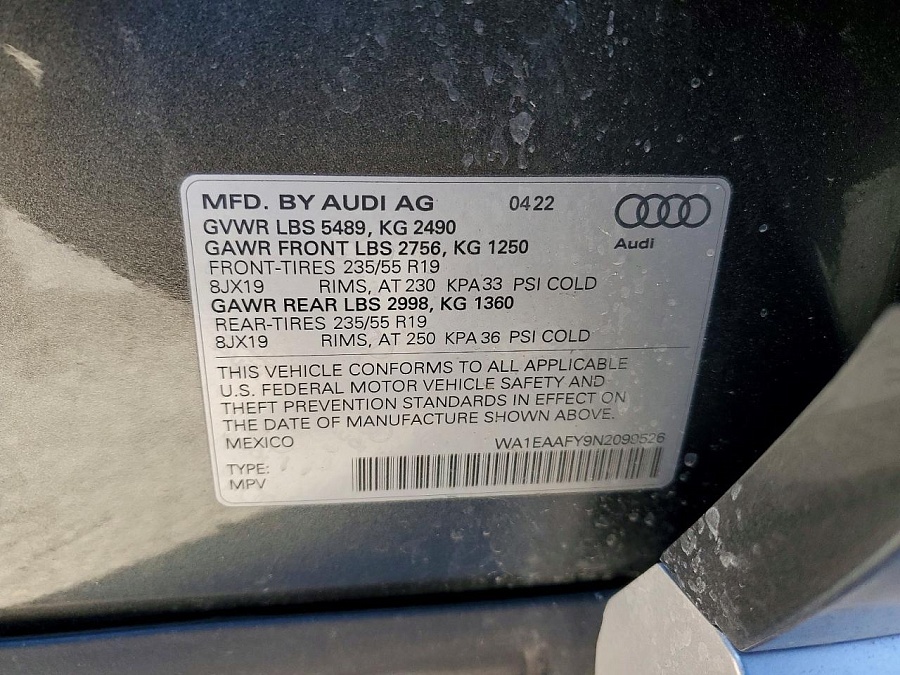 MFD. BY AUDI AG 0422
GVWR LBS 5489, KG 2490
GAWR FRONT LBS 2756, KG 1250
FRONT-TIRES 235/55 R19
8JX19 RIMS, AT 230 KPA 33 PSI COLD
GAWR REAR LBS 2998, KG 1360
REAR-TIRES 235/55 R19
8JX19 RIMS, AT 250 KPA 36 PSI COLD
Audi
THIS VEHICLE CONFORMS TO ALL APPLICABLE
U.S. FEDERAL MOTOR VEHICLE SAFETY AND
THEFT PREVENTION STANDARDS IN EFFECT ON
THE DATE OF MANUFACTURE SHOWN ABOVE.
MEXICO WA1EAAFY9N2099526
TYPE:
MPV